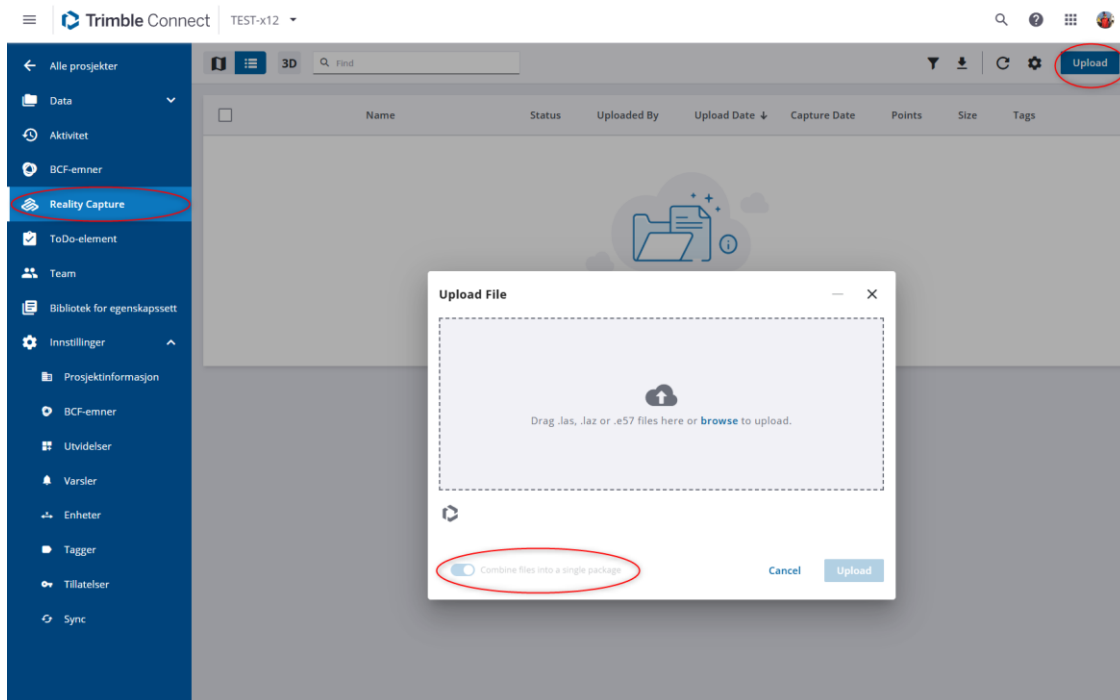 Trimble Connect TEST-x12
Alle prosjekter
3D Find Upload
Data
Name Status Uploaded By Upload Date Capture Date Points Size Tags
Aktivitet
BCF-emner
Reality Capture
ToDo-element
Team
Bibliotek for egenskapssett
Innstillinger
Prosjektinformasjon
BCF-emner
Utvidelser
Varsler
Enheter
Tagger
Tillatelser
Sync
Upload File
Drag .las, .laz or .e57 files here or browse to upload.
Combine files into a single package Cancel Upload